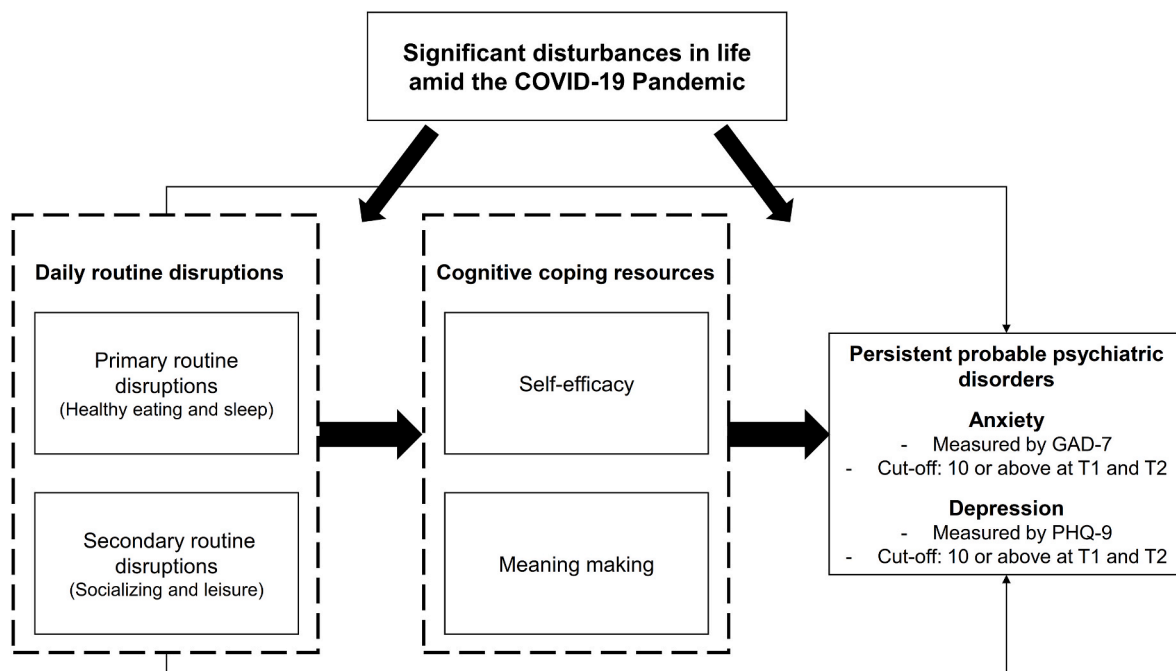 Significant disturbances in life
amid the COVID-19 Pandemic
Daily routine disruptions
Primary routine
disruptions
(Healthy eating and sleep)
Secondary routine
disruptions
(Socializing and leisure)
Cognitive coping resources
Self-efficacy
Meaning making
Persistent probable psychiatric
disorders
Anxiety
- Measured by GAD-7
- Cut-off: 10 or above at T1 and T2
Depression
- Measured by PHQ-9
- Cut-off: 10 or above at T1 and T2